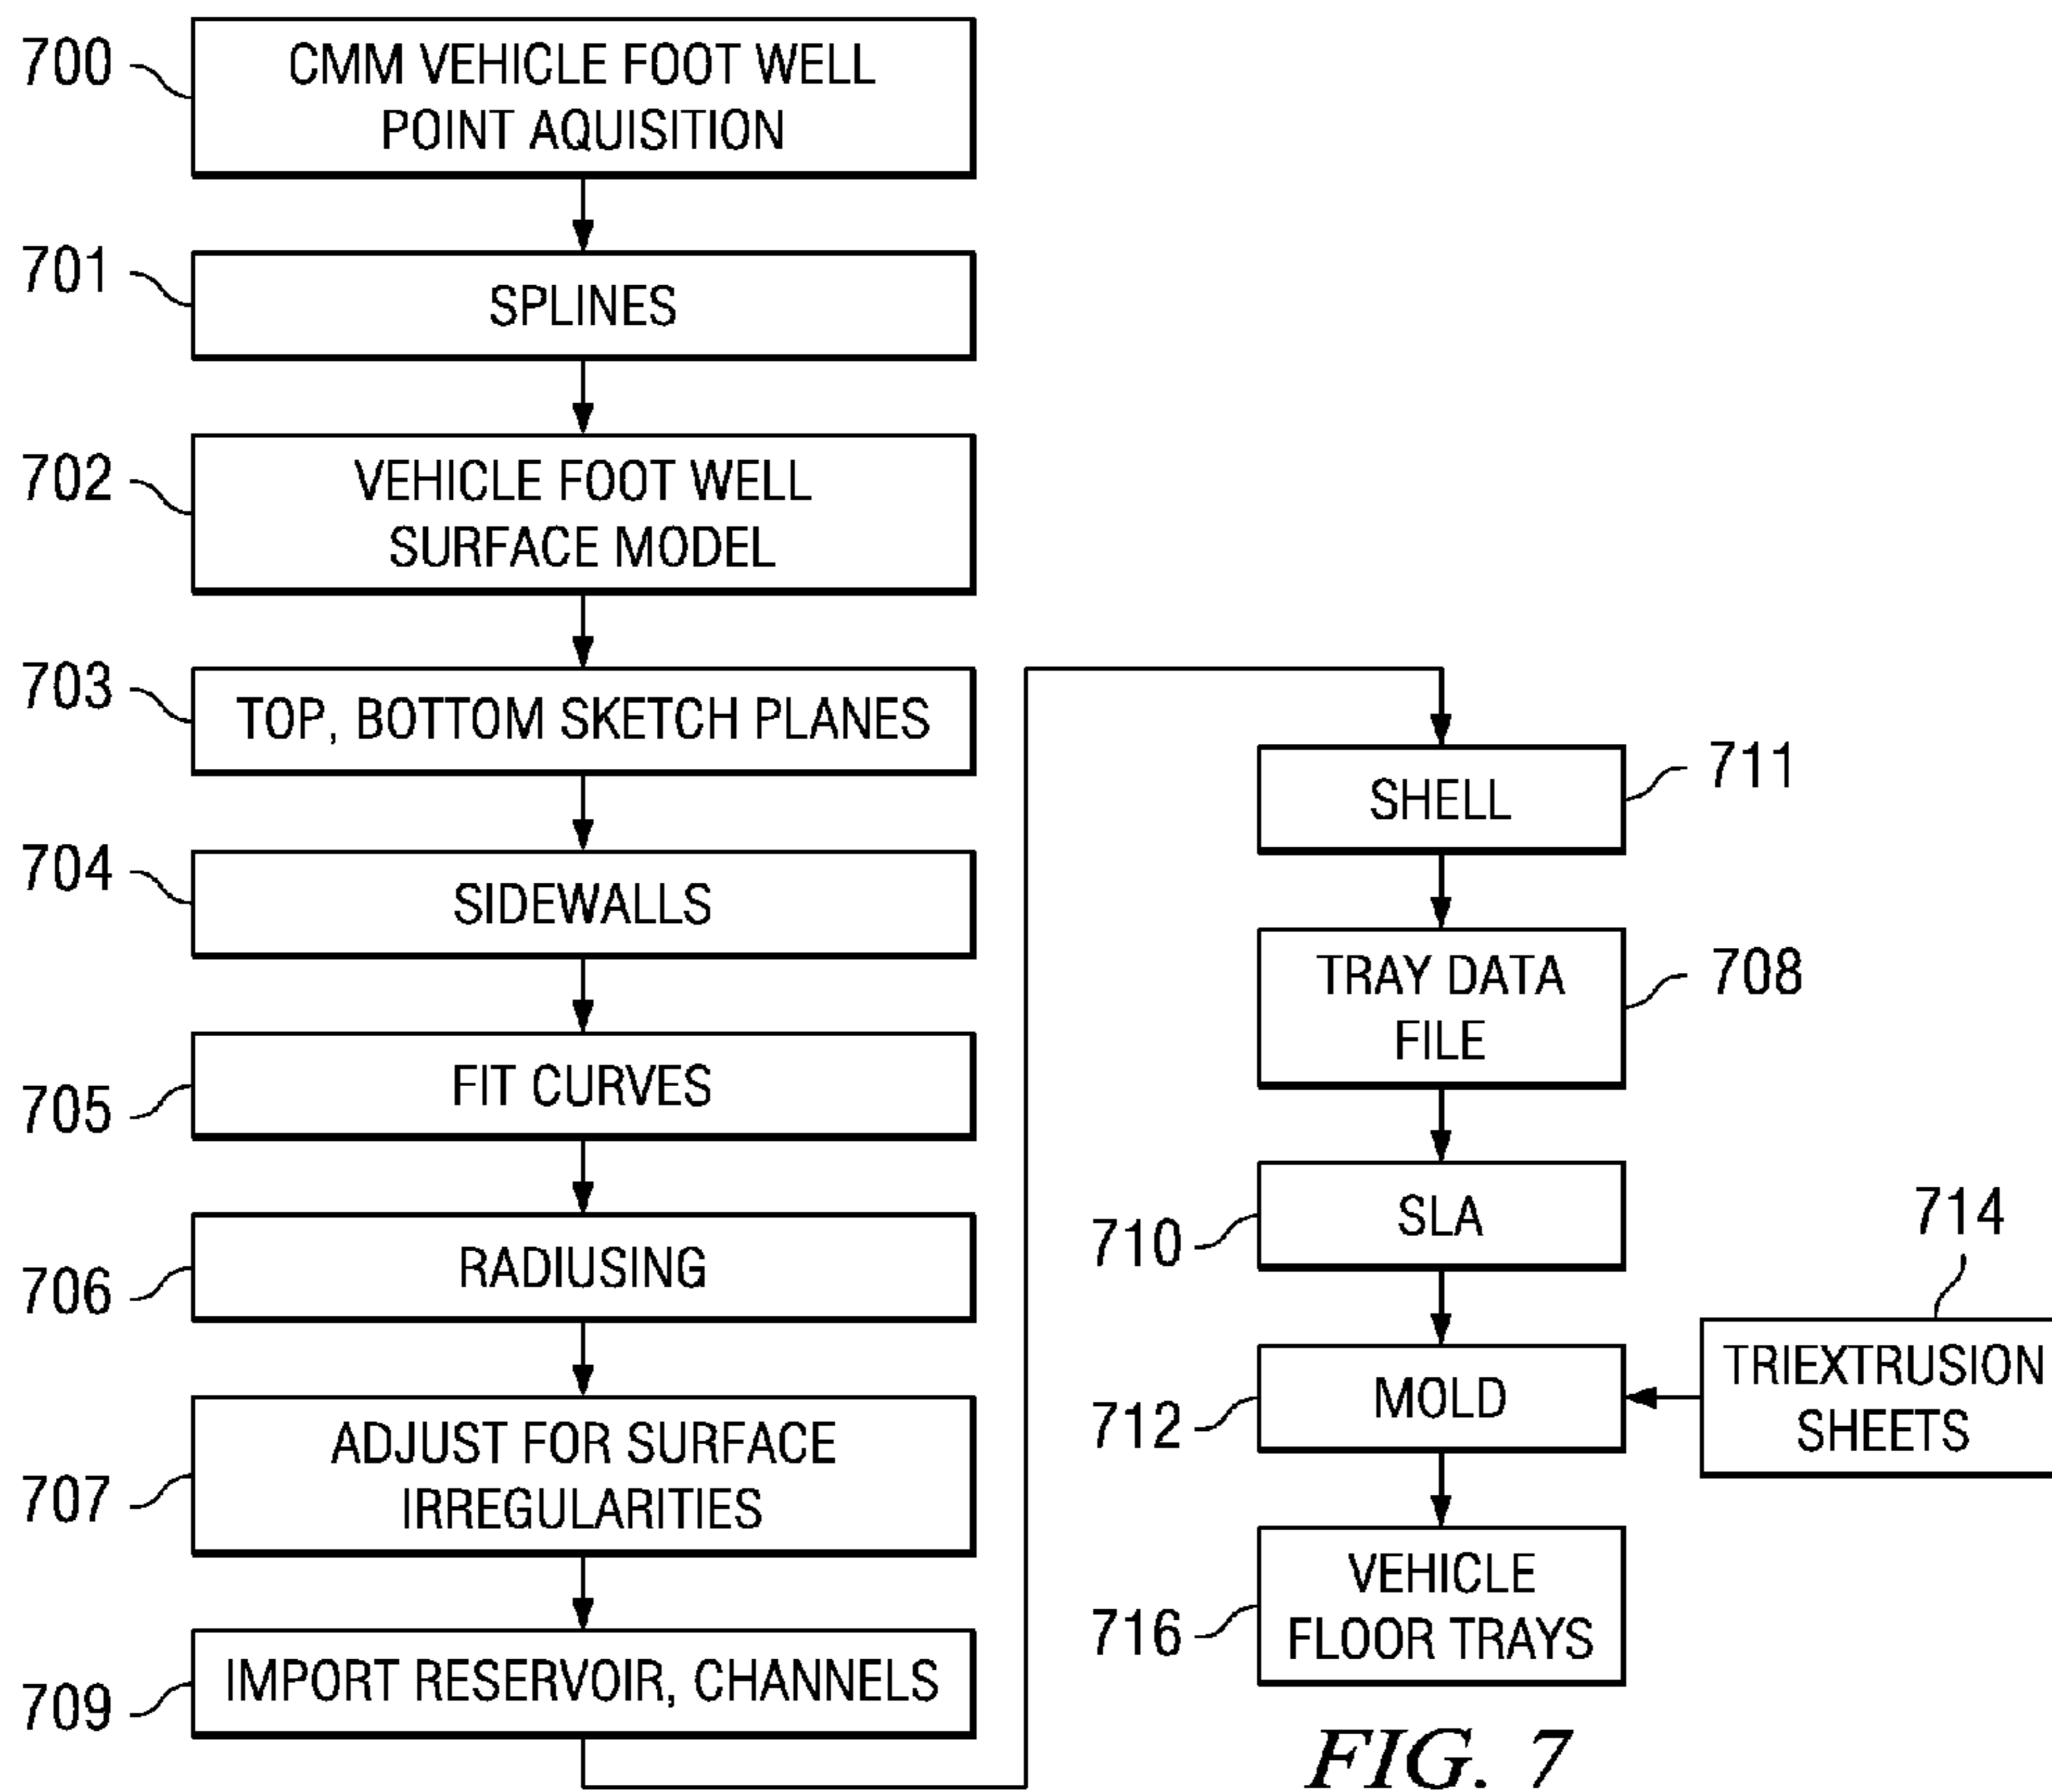 700
CMM VEHICLE FOOT WELL
POINT AQUISITION
701
SPLINES
702
VEHICLE FOOT WELL
SURFACE MODEL
703
TOP, BOTTOM SKETCH PLANES
704
SIDEWALLS
705
FIT CURVES
706
RADIUSING
707
ADJUST FOR SURFACE
IRREGULARITIES
709
IMPORT RESERVOIR, CHANNELS
SHELL
711
TRAY DATA
FILE
708
SLA
710
MOLD
712
714
TRIEXTRUSION
SHEETS
VEHICLE
FLOOR TRAYS
716
FIG. 7